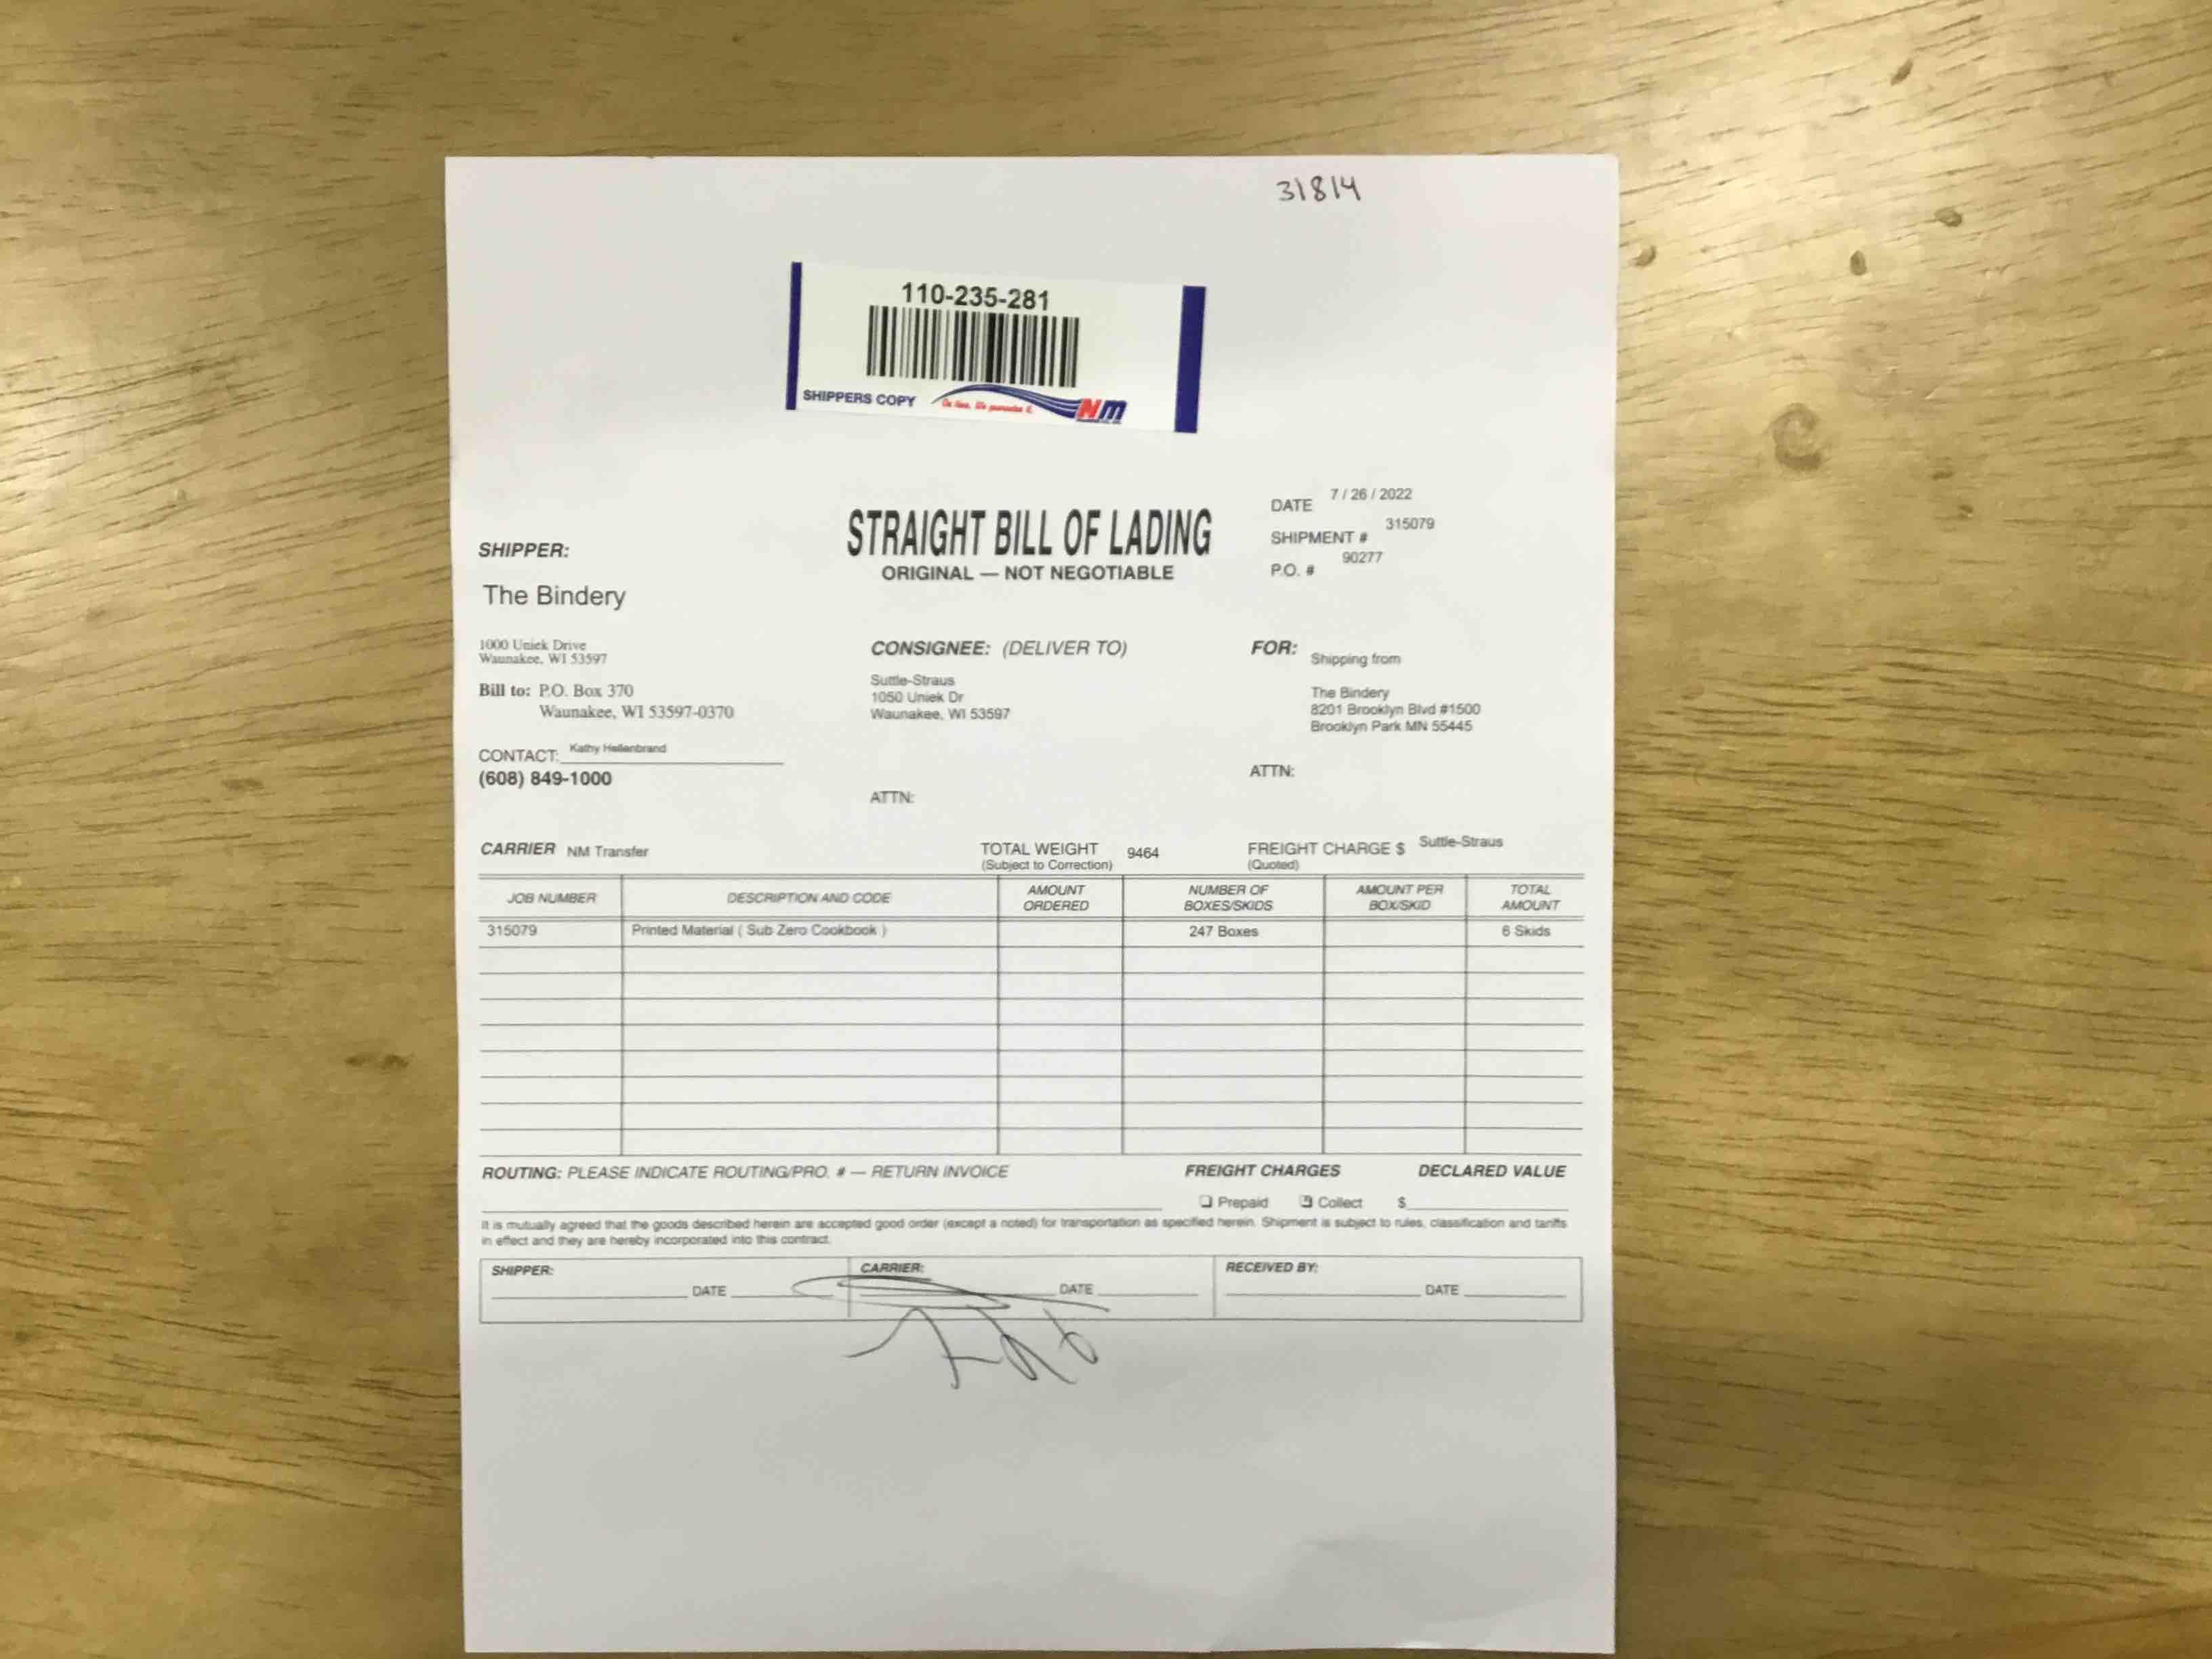 31814
110-235-281
SHIPPERS COPY
On time. We guarantee it.
NM
STRAIGHT BILL OF LADING
ORIGINAL — NOT NEGOTIABLE
DATE 7 / 26 / 2022
SHIPMENT # 315079
P.O. # 90277
SHIPPER:
The Bindery
1000 Uniek Drive
Waunakee, WI 53597
Bill to: P.O. Box 370
Waunakee, WI 53597-0370
CONTACT: Kathy Hellenbrand
(608) 849-1000
CONSIGNEE: (DELIVER TO)
Suttle-Straus
1050 Uniek Dr
Waunakee, WI 53597
ATTN:
FOR: Shipping from
The Bindery
8201 Brooklyn Blvd #1500
Brooklyn Park MN 55445
ATTN:
CARRIER NM Transfer TOTAL WEIGHT 9464 FREIGHT CHARGE $ Suttle-Straus
(Subject to Correction) (Quoted)
JOB NUMBER DESCRIPTION AND CODE AMOUNT ORDERED NUMBER OF BOXES/SKIDS AMOUNT PER BOX/SKID TOTAL AMOUNT
315079 Printed Material ( Sub Zero Cookbook ) 247 Boxes 6 Skids
ROUTING: PLEASE INDICATE ROUTING/PRO. # — RETURN INVOICE FREIGHT CHARGES DECLARED VALUE
Prepaid Collect $
It is mutually agreed that the goods described herein are accepted good order (except a noted) for transportation as specified herein. Shipment is subject to rules, classification and tariffs
in effect and they are hereby incorporated into this contract.
SHIPPER: CARRIER: RECEIVED BY:
DATE DATE DATE